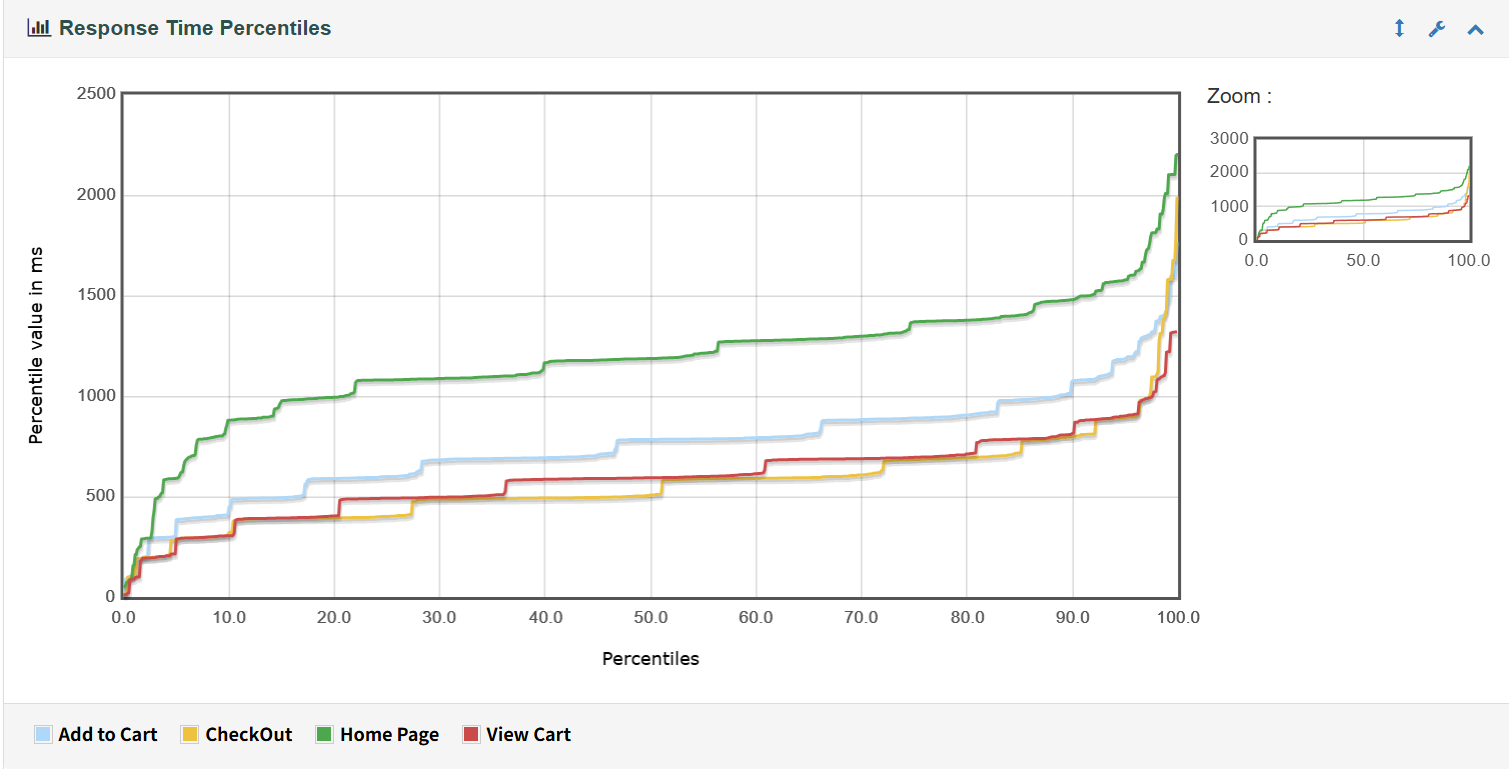 Response Time Percentiles
2500
2000
1500
1000
500
0
Percentile value in ms
0.0 10.0 20.0 30.0 40.0 50.0 60.0 70.0 80.0 90.0 100.0
Percentiles
Zoom :
3000
2000
1000
0
0.0 50.0 100.0
Add to Cart CheckOut Home Page View Cart